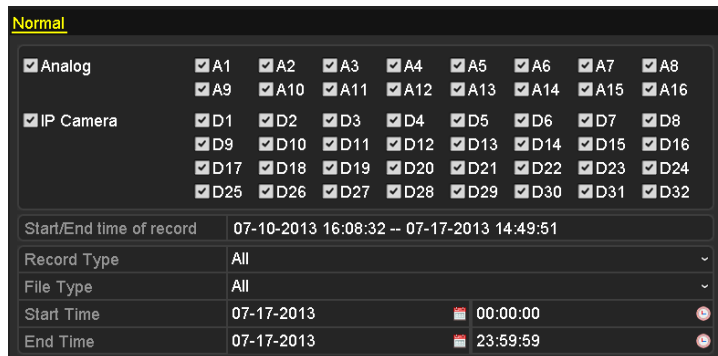 Normal
Analog A1 A2 A3 A4 A5 A6 A7 A8
A9 A10 A11 A12 A13 A14 A15 A16
IP Camera D1 D2 D3 D4 D5 D6 D7 D8
D9 D10 D11 D12 D13 D14 D15 D16
D17 D18 D19 D20 D21 D22 D23 D24
D25 D26 D27 D28 D29 D30 D31 D32
Start/End time of record 07-10-2013 16:08:32 -- 07-17-2013 14:49:51
Record Type All
File Type All
Start Time 07-17-2013 00:00:00
End Time 07-17-2013 23:59:59